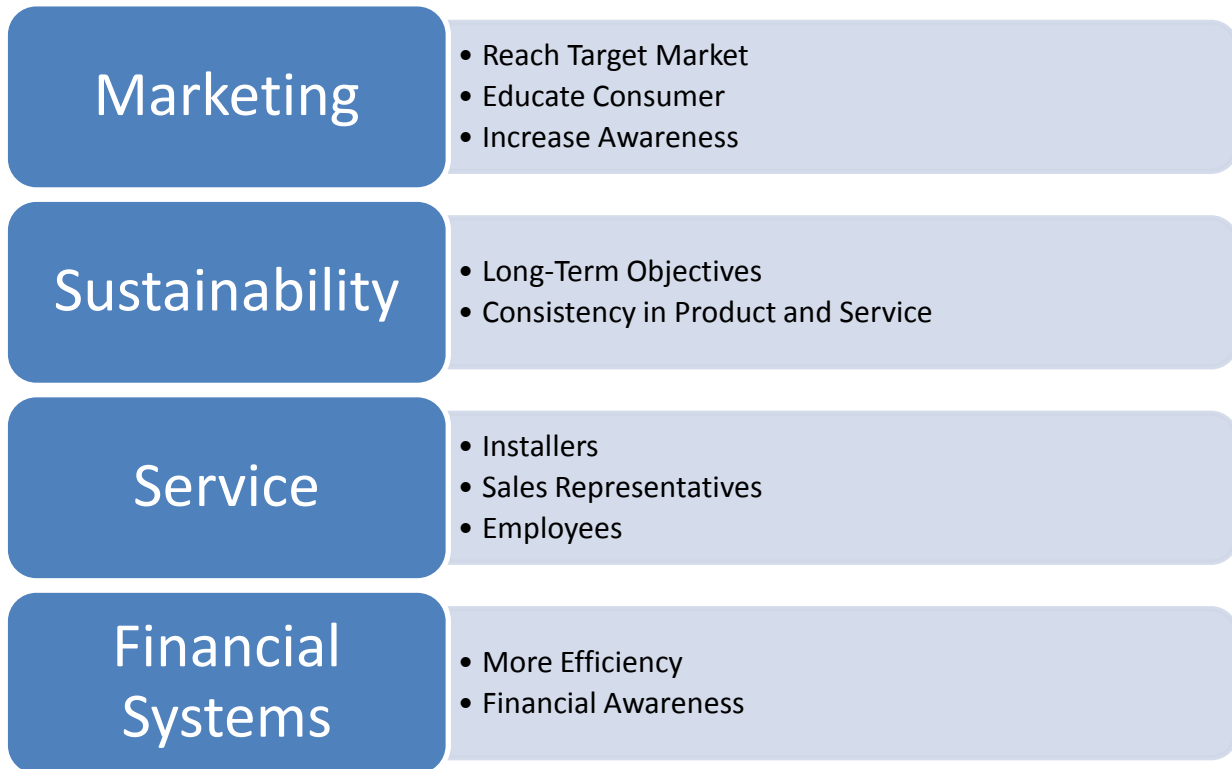 Marketing
• Reach Target Market
• Educate Consumer
• Increase Awareness
Sustainability
• Long-Term Objectives
• Consistency in Product and Service
Service
• Installers
• Sales Representatives
• Employees
Financial
Systems
• More Efficiency
• Financial Awareness